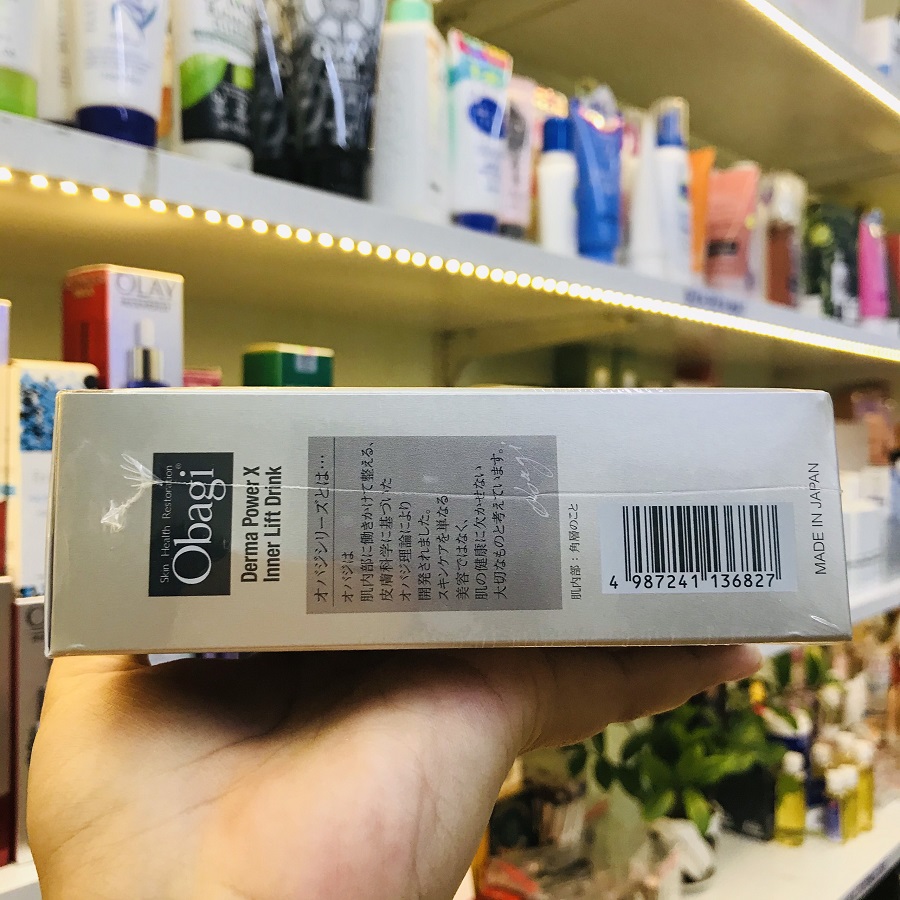 OLAY
Skin Health Restoration
Obagi®
Derma Power X
Inner Lift Drink
オバジシリーズとは…
オバジは、
肌内部に働きかけて整える、
皮膚科学に基づいた
オバジ理論により
開発されました。
スキンケアを単なる
美容ではなく、
肌の健康に欠かせない
大切なものと考えています。
obagi
肌内部：角層のこと
4 987241 136827
MADE IN JAPAN